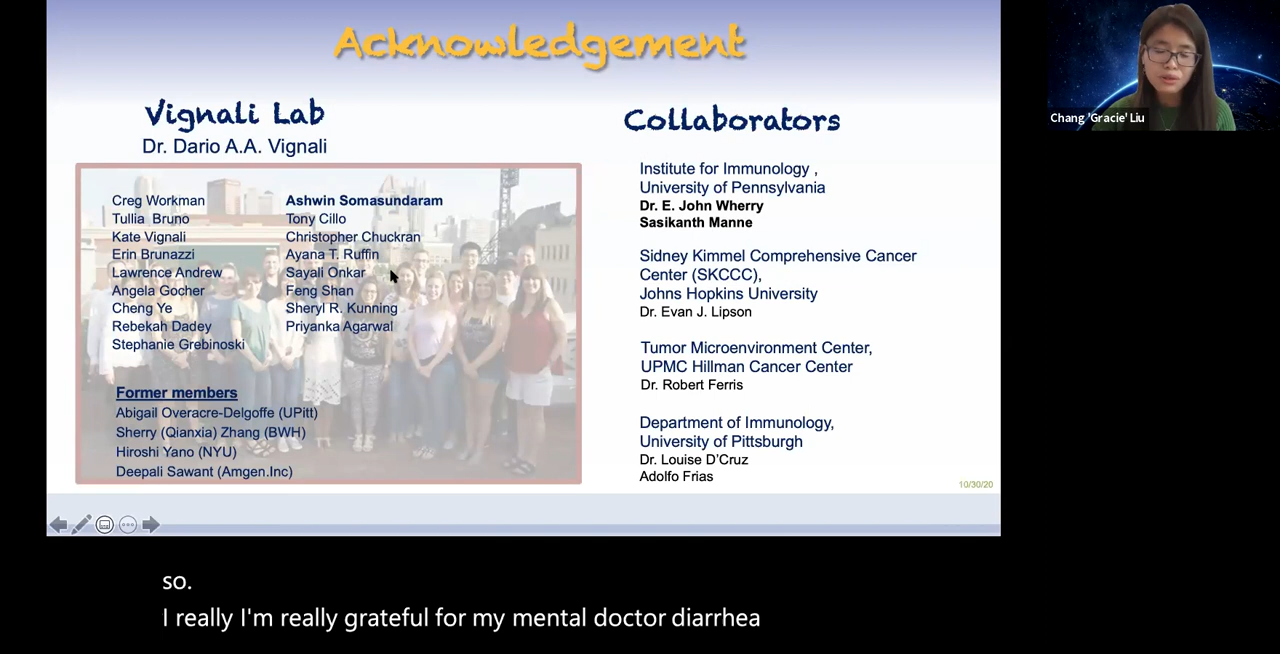 Acknowledgement
Vignali Lab
Dr. Dario A.A. Vignali
Creg Workman
Tullia Bruno
Kate Vignali
Erin Brunazzi
Lawrence Andrew
Angela Gocher
Cheng Ye
Rebekah Dadey
Stephanie Grebinoski
Ashwin Somasundaram
Tony Cillo
Christopher Chuckran
Ayana T. Ruffin
Sayali Onkar
Feng Shan
Sheryl R. Kunning
Priyanka Agarwal
Former members
Abigail Overacre-Delgoffe (UPitt)
Sherry (Qianxia) Zhang (BWH)
Hiroshi Yano (NYU)
Deepali Sawant (Amgen.Inc)
Collaborators
Institute for Immunology ,
University of Pennsylvania
Dr. E. John Wherry
Sasikanth Manne
Sidney Kimmel Comprehensive Cancer
Center (SKCCC),
Johns Hopkins University
Dr. Evan J. Lipson
Tumor Microenvironment Center,
UPMC Hillman Cancer Center
Dr. Robert Ferris
Department of Immunology,
University of Pittsburgh
Dr. Louise D'Cruz
Adolfo Frias
10/30/20
Chang 'Gracie' Liu
so.
I really I'm really grateful for my mental doctor diarrhea